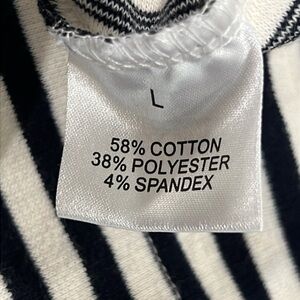 L
58% COTTON
38% POLYESTER
4% SPANDEX